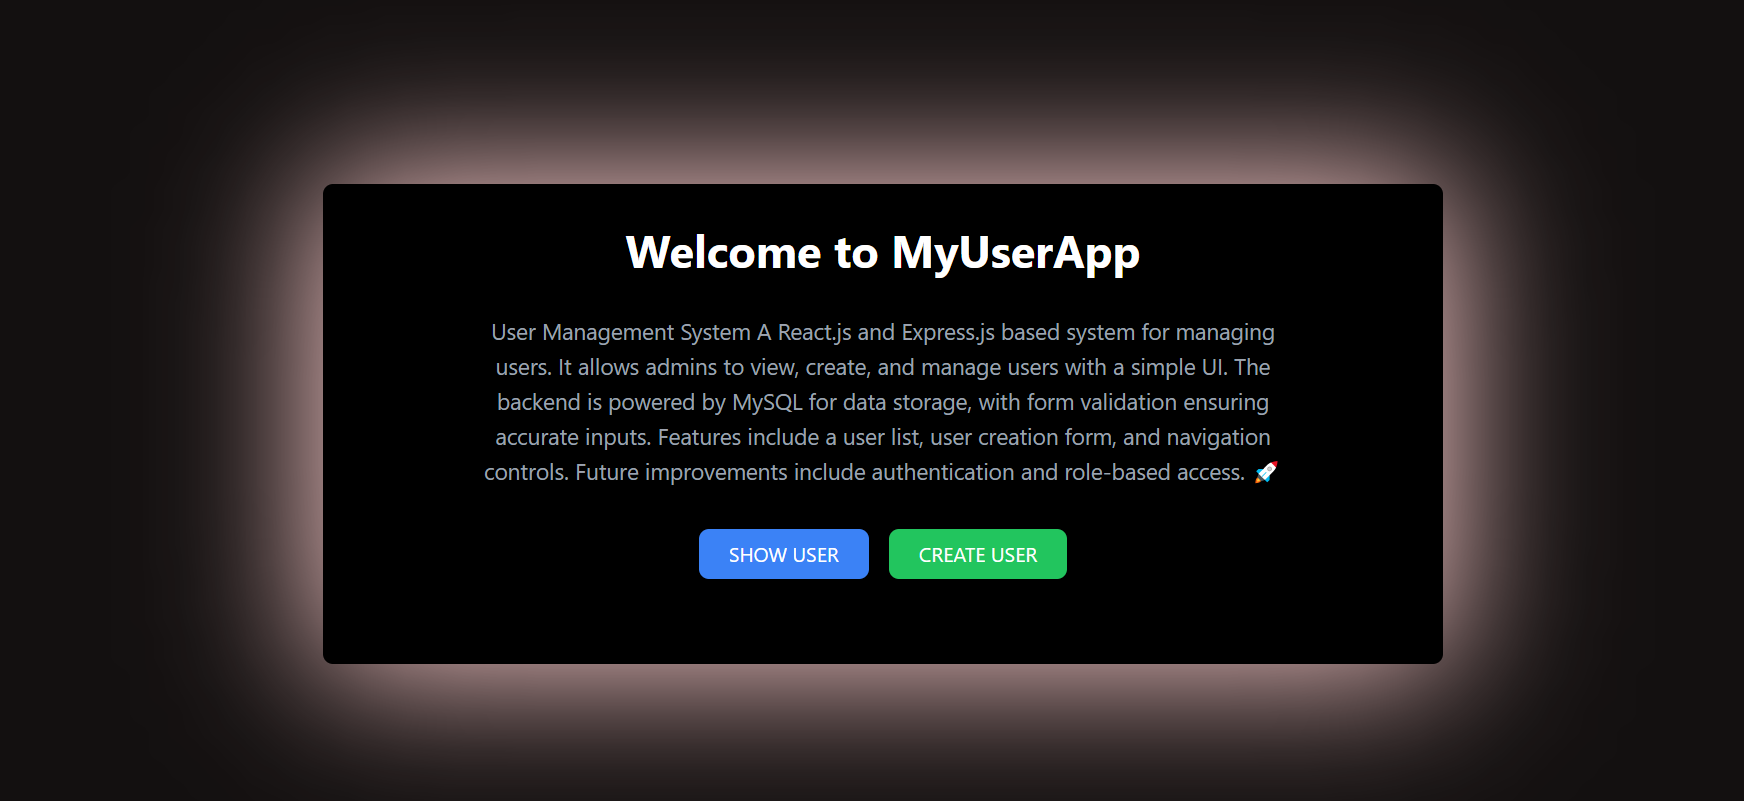 Welcome to MyUserApp
User Management System A React.js and Express.js based system for managing
users. It allows admins to view, create, and manage users with a simple UI. The
backend is powered by MySQL for data storage, with form validation ensuring
accurate inputs. Features include a user list, user creation form, and navigation
controls. Future improvements include authentication and role-based access. 🚀
SHOW USER
CREATE USER